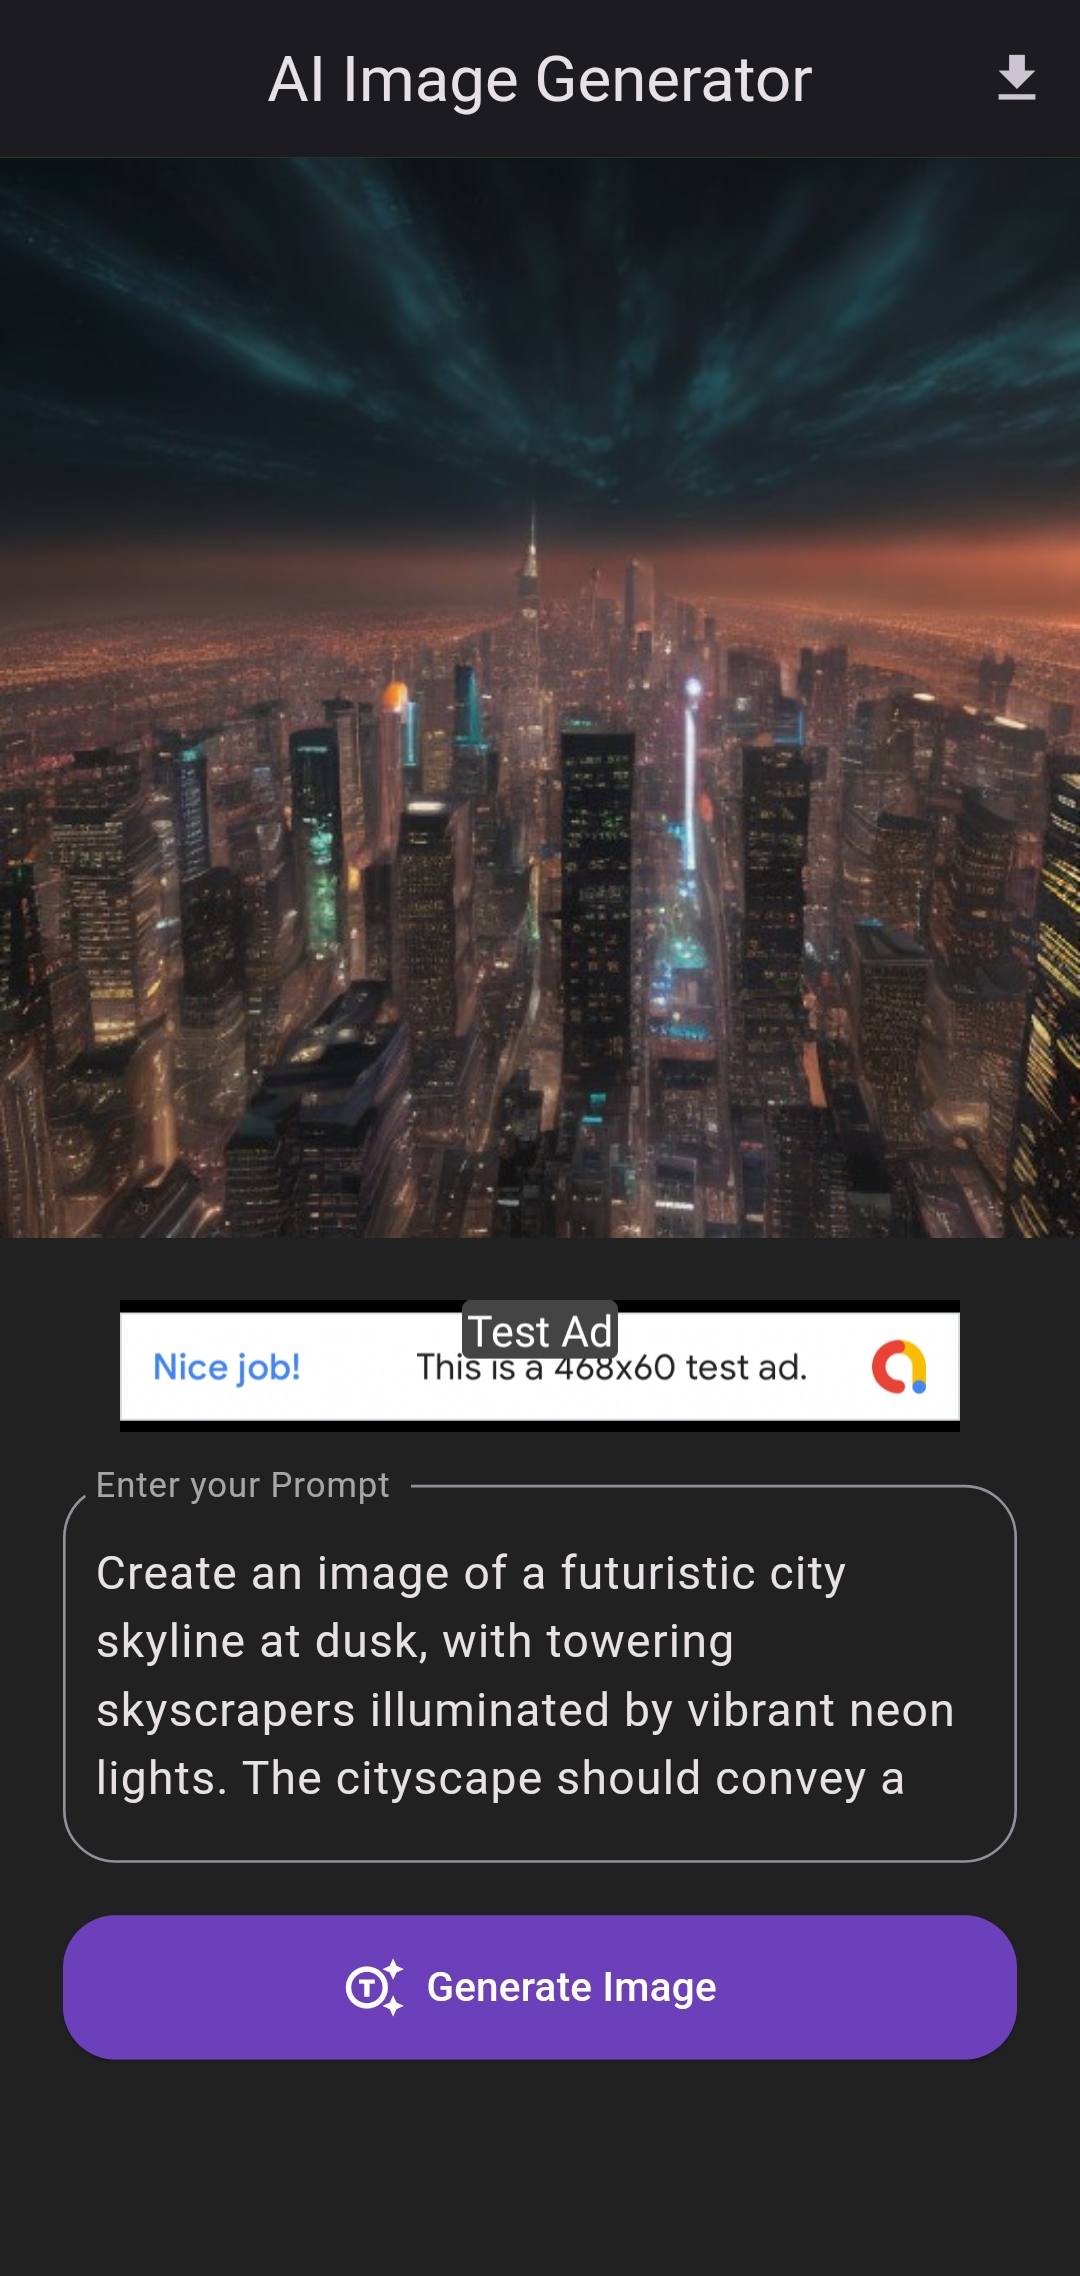 AI Image Generator
Test Ad
Nice job! This is a 468x60 test ad.
Enter your Prompt
Create an image of a futuristic city
skyline at dusk, with towering
skyscrapers illuminated by vibrant neon
lights. The cityscape should convey a
T Generate Image